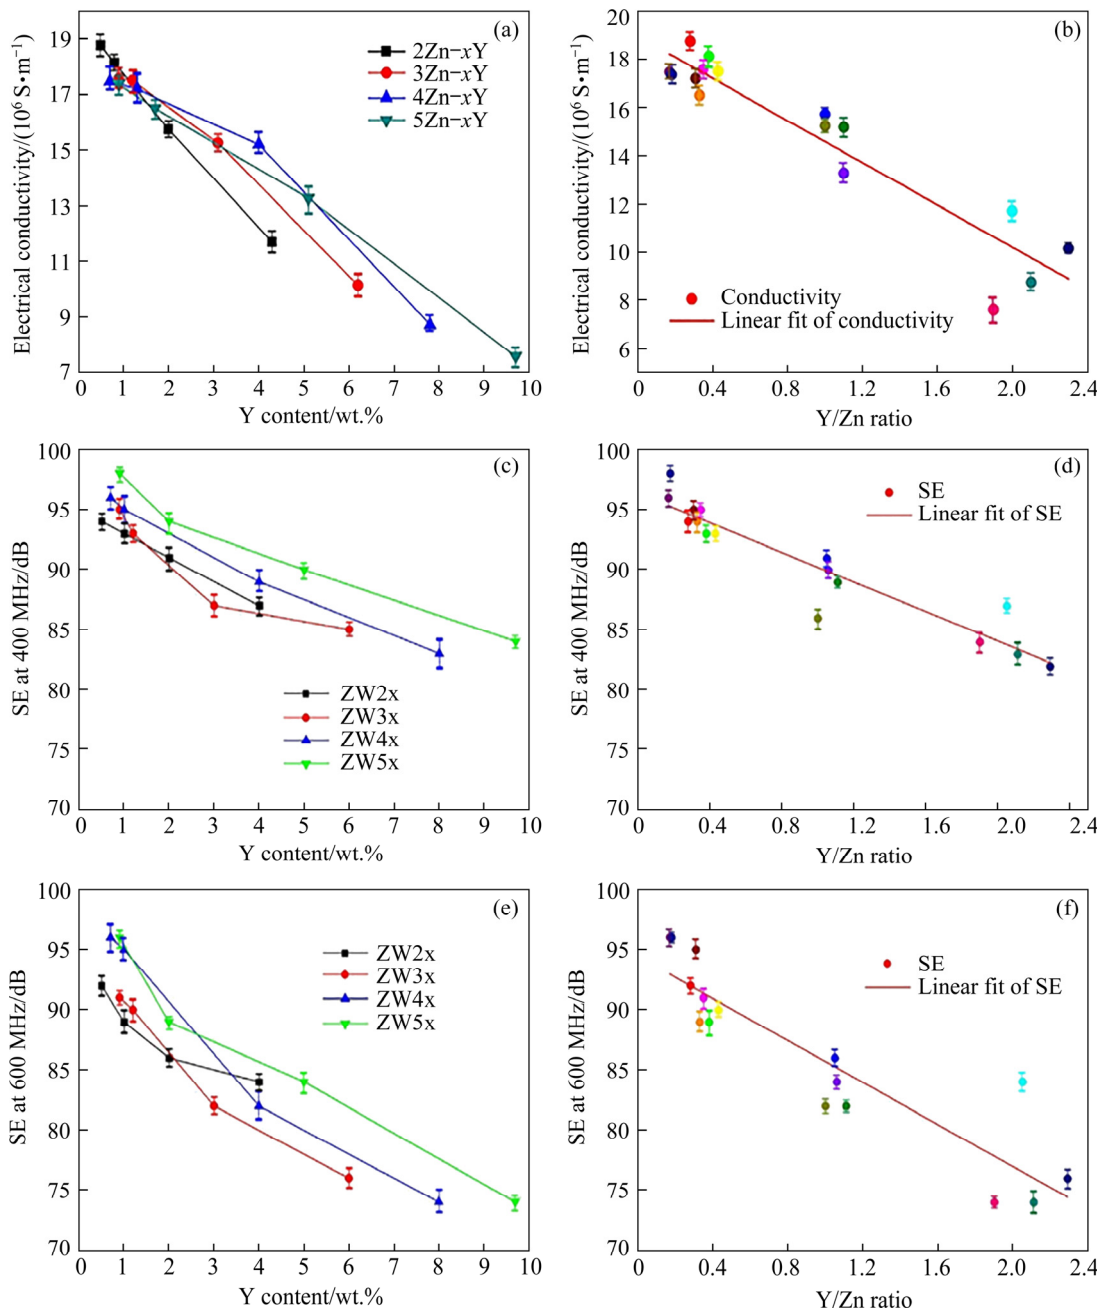 (a)
2Zn−xY
3Zn−xY
4Zn−xY
5Zn−xY
Electrical conductivity/(10⁶ S•m⁻¹)
19
17
15
13
11
9
7
1 2 3 4 5 6 7 8 9 10
Y content/wt.%
(b)
Conductivity
Linear fit of conductivity
Electrical conductivity/(10⁶ S•m⁻¹)
20
18
16
14
12
10
8
6
0.4 0.8 1.2 1.6 2.0 2.4
Y/Zn ratio
(c)
ZW2x
ZW3x
ZW4x
ZW5x
SE at 400 MHz/dB
100
95
90
85
80
75
70
0 1 2 3 4 5 6 7 8 9 10
Y content/wt.%
(d)
SE
Linear fit of SE
SE at 400 MHz/dB
100
95
90
85
80
75
70
0.4 0.8 1.2 1.6 2.0 2.4
Y/Zn ratio
(e)
ZW2x
ZW3x
ZW4x
ZW5x
SE at 600 MHz/dB
100
95
90
85
80
75
70
0 1 2 3 4 5 6 7 8 9 10
Y content/wt.%
(f)
SE
Linear fit of SE
SE at 600 MHz/dB
100
95
90
85
80
75
70
0 0.4 0.8 1.2 1.6 2.0 2.4
Y/Zn ratio